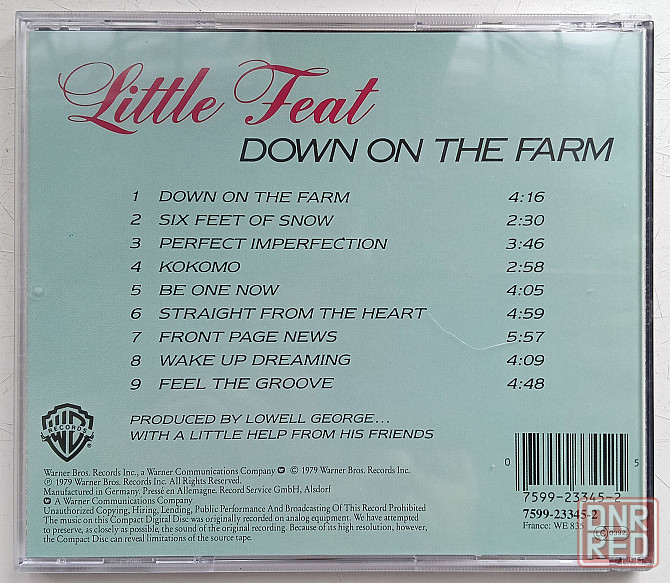 Little Feat
DOWN ON THE FARM
1 DOWN ON THE FARM 4:16
2 SIX FEET OF SNOW 2:30
3 PERFECT IMPERFECTION 3:46
4 KOKOMO 2:58
5 BE ONE NOW 4:05
6 STRAIGHT FROM THE HEART 4:59
7 FRONT PAGE NEWS 5:57
8 WAKE UP DREAMING 4:09
9 FEEL THE GROOVE 4:48
PRODUCED BY LOWELL GEORGE...
WITH A LITTLE HELP FROM HIS FRIENDS
WB RECORDS
Warner Bros. Records Inc., a Warner Communications Company © 1979 Warner Bros. Records Inc.
℗ 1979 Warner Bros. Records Inc. All Rights Reserved.
Manufactured in Germany. Pressé en Allemagne. Record Service GmbH, Alsdorf
A Warner Communications Company
Unauthorized Copying, Hiring, Lending, Public Performance And Broadcasting Of This Record Prohibited
The music on this Compact Digital Disc was originally recorded on analog equipment. We have attempted
to preserve, as closely as possible, the sound of the original recording. Because of its high resolution, however,
the Compact Disc can reveal limitations of the source tape.
0 5
7599-23345-2
7599-23345-2
France: WE 835
LC 0392
DNR
RED